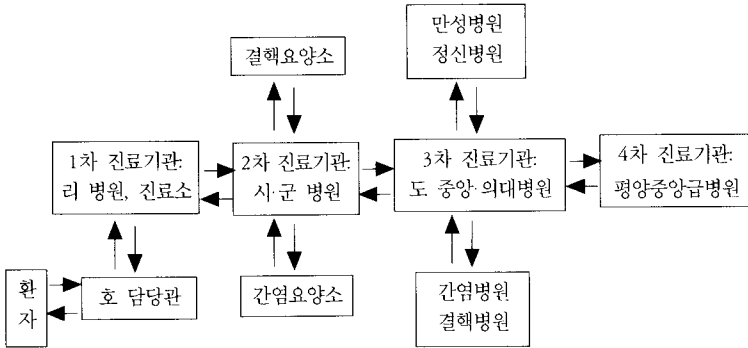 결핵요양소
만성병원
정신병원
1차 진료기관:
리 병원, 진료소
2차 진료기관:
시·군 병원
3차 진료기관:
도 중앙·의대병원
4차 진료기관:
평양중앙급병원
환
자
호 담당관
간염요양소
간염병원
결핵병원